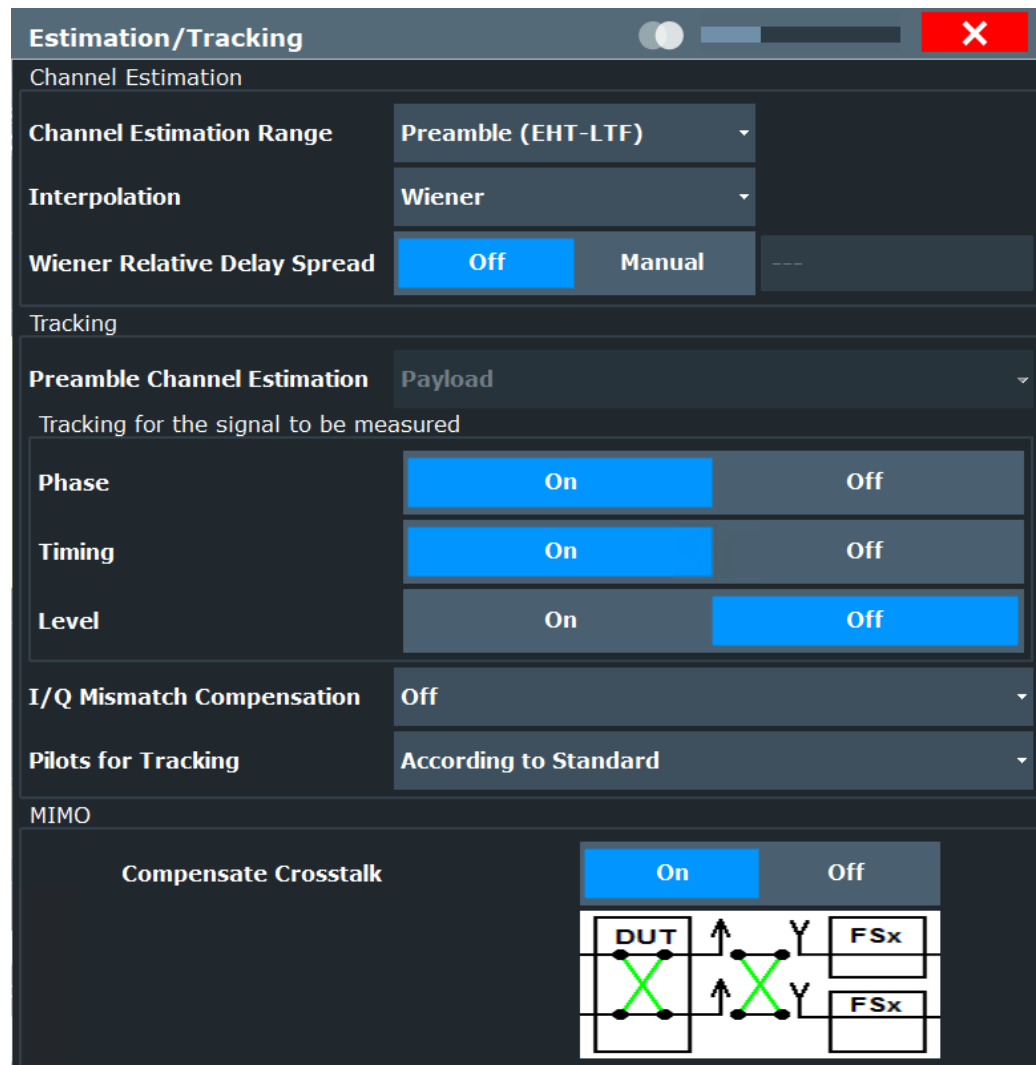 Estimation/Tracking
Channel Estimation
Channel Estimation Range Preamble (EHT-LTF)
Interpolation Wiener
Wiener Relative Delay Spread Off Manual ---
Tracking
Preamble Channel Estimation Payload
Tracking for the signal to be measured
Phase On Off
Timing On Off
Level On Off
I/Q Mismatch Compensation Off
Pilots for Tracking According to Standard
MIMO
Compensate Crosstalk On Off
DUT FSx
FSx